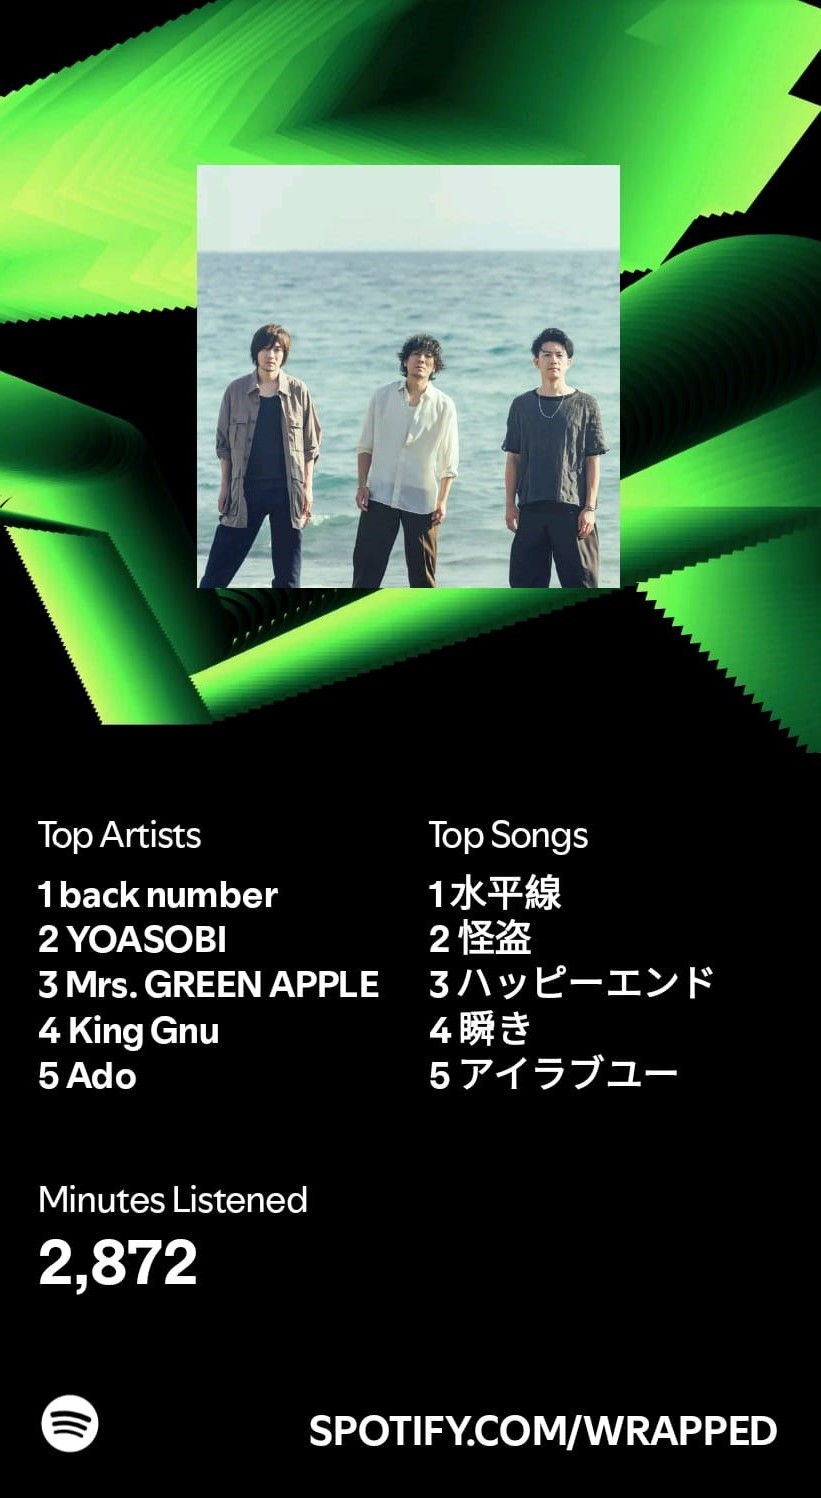 Top Artists
1 back number
2 YOASOBI
3 Mrs. GREEN APPLE
4 King Gnu
5 Ado
Top Songs
1 水平線
2 怪盗
3 ハッピーエンド
4 瞬き
5 アイラブユー
Minutes Listened
2,872
SPOTIFY.COM/WRAPPED